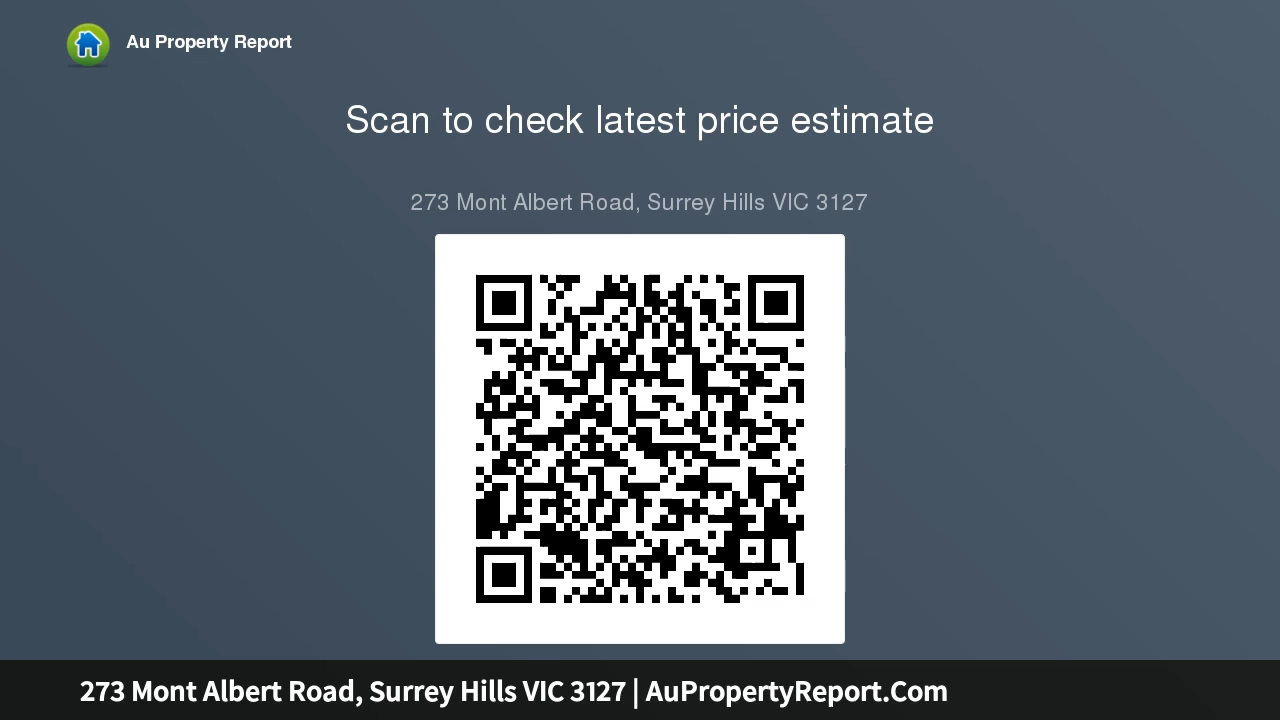 Au Property Report
Scan to check latest price estimate
273 Mont Albert Road, Surrey Hills VIC 3127
273 Mont Albert Road, Surrey Hills VIC 3127 | AuPropertyReport.Com